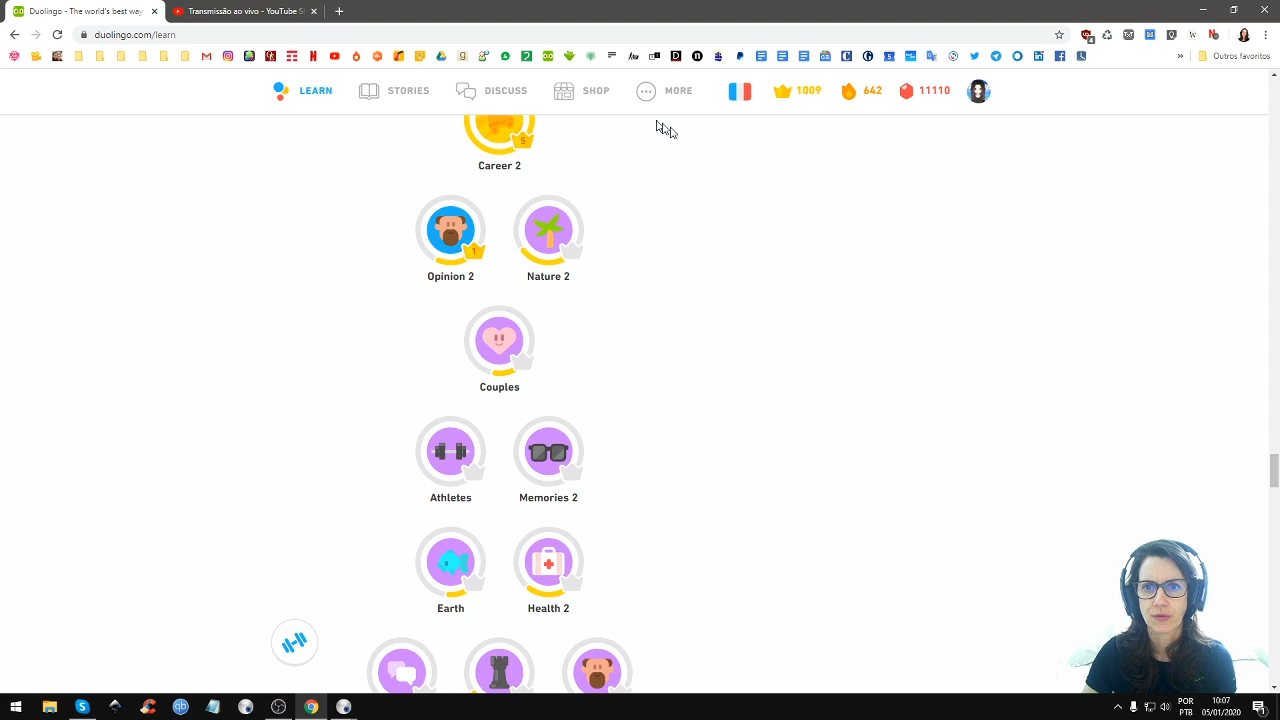 Duolingo - The world's best way
Transmissão ao vivo - YouTube S
duolingo.com/learn
Outros favoritos
LEARN
STORIES
DISCUSS
SHOP
MORE
1009
642
11110
5
Career 2
1
Opinion 2
Nature 2
Couples
Athletes
Memories 2
Earth
Health 2
POR
PTB
10:07
05/01/2020